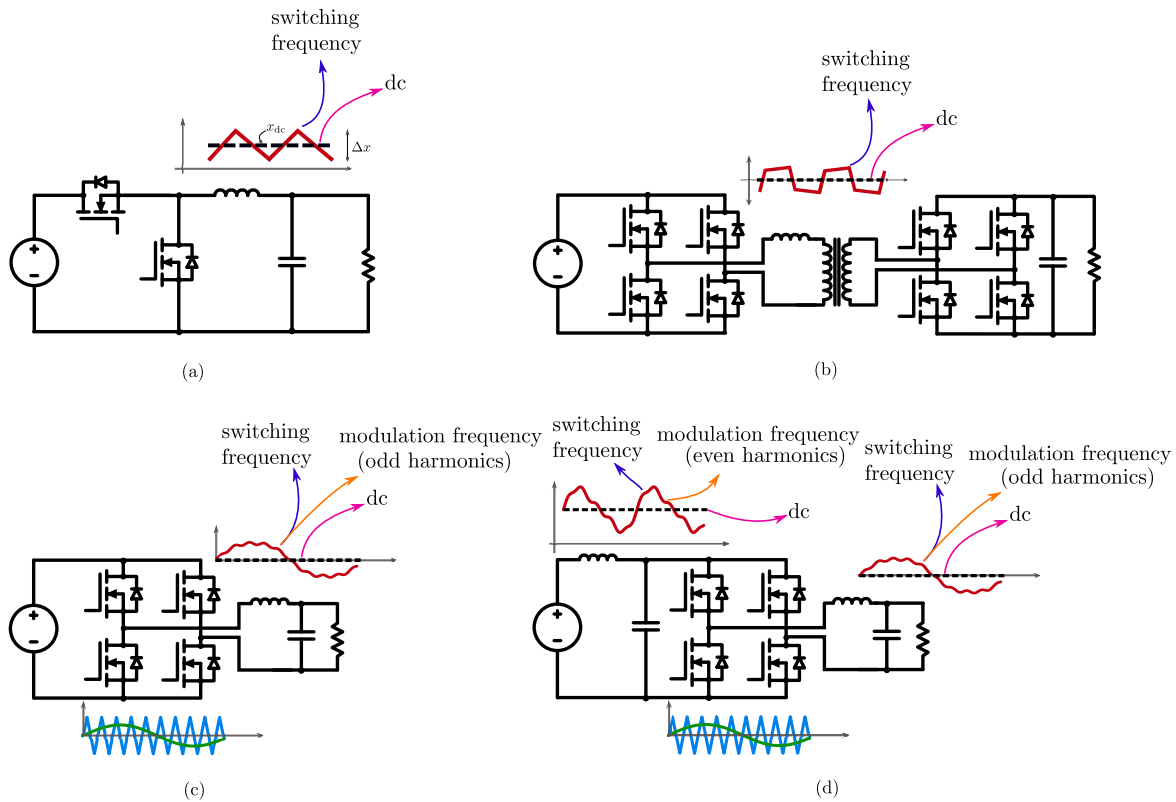 switching
frequency
dc
x_dc
Δx
(a)
switching
frequency
dc
(b)
switching
frequency
modulation frequency
(odd harmonics)
dc
(c)
switching
frequency
modulation frequency
(even harmonics)
dc
switching
frequency
modulation frequency
(odd harmonics)
dc
(d)